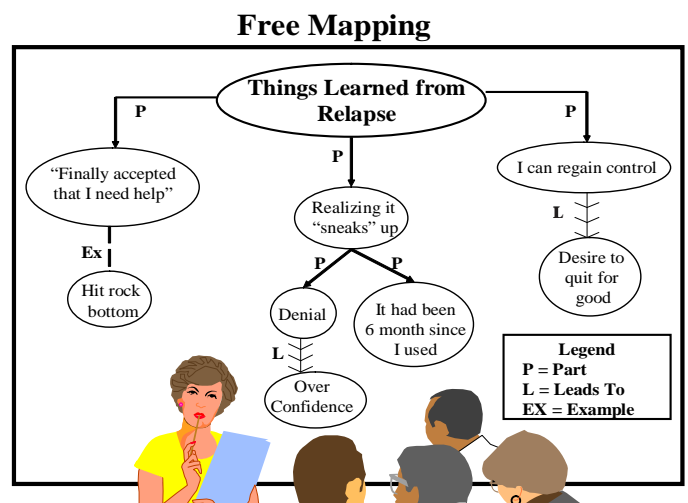 Free Mapping
Things Learned from
Relapse
P
P
P
“Finally accepted
that I need help”
Realizing it
“sneaks” up
I can regain control
Ex
L
Hit rock
bottom
P
P
Desire to
quit for
good
Denial
It had been
6 month since
I used
L
Over
Confidence
Legend
P = Part
L = Leads To
EX = Example